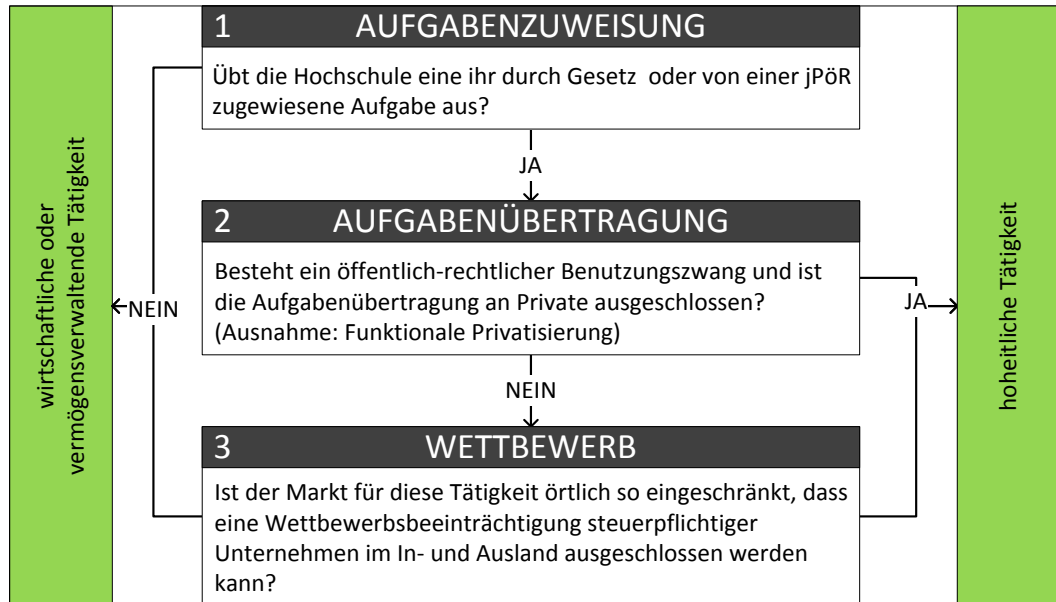 1 AUFGABENZUWEISUNG
Übt die Hochschule eine ihr durch Gesetz oder von einer jPöR
zugewiesene Aufgabe aus?
JA
2 AUFGABENÜBERTRAGUNG
Besteht ein öffentlich-rechtlicher Benutzungszwang und ist
die Aufgabenübertragung an Private ausgeschlossen?
(Ausnahme: Funktionale Privatisierung)
NEIN
3 WETTBEWERB
Ist der Markt für diese Tätigkeit örtlich so eingeschränkt, dass
eine Wettbewerbsbeeinträchtigung steuerpflichtiger
Unternehmen im In- und Ausland ausgeschlossen werden
kann?
NEIN
wirtschaftliche oder
vermögensverwaltende Tätigkeit
JA
hoheitliche Tätigkeit